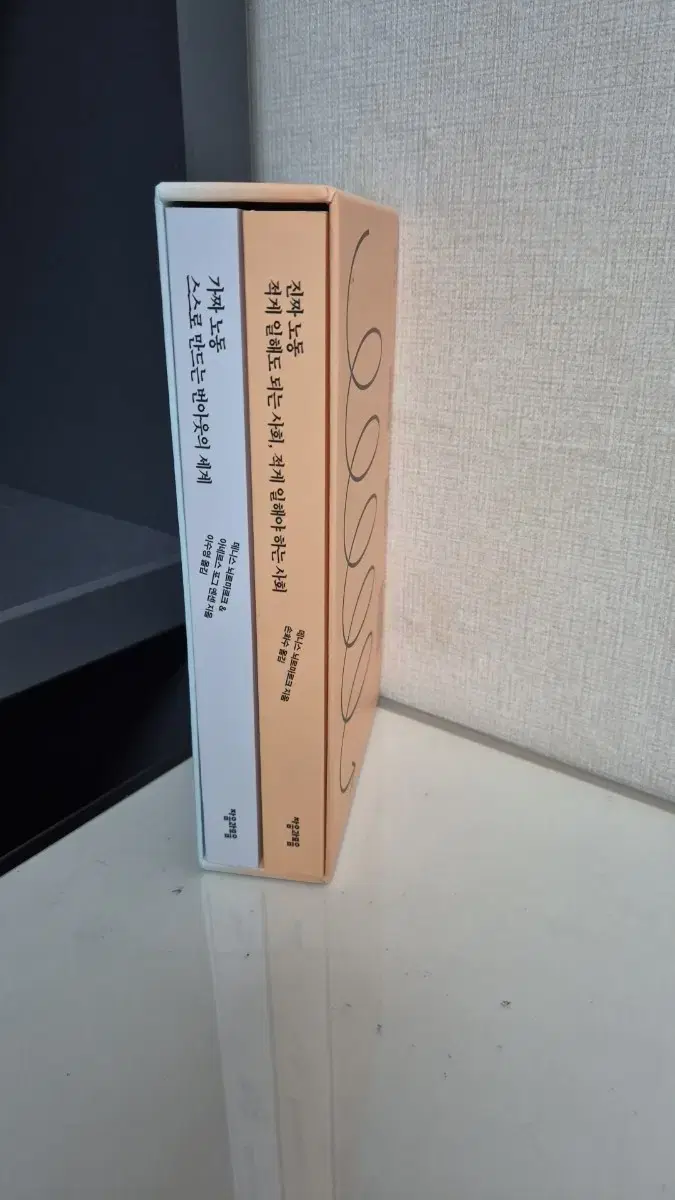 가짜 노동
스스로 만드는 번아웃의 세계
데니스 뇌르마르크 &
아네르스 포그 옌센 지음
이수영 옮김
자음과모음
진짜 노동
적게 일해도 되는 사회, 적게 일해야 하는 사회
데니스 뇌르마르크 지음
손화수 옮김
자음과모음